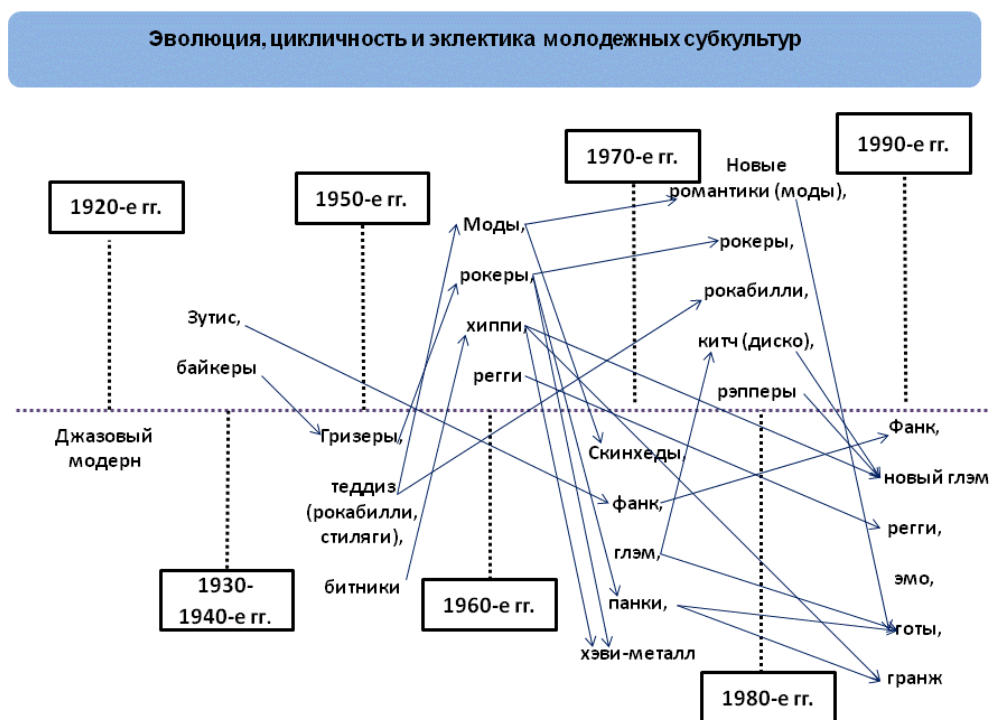 Эволюция, цикличность и эклектика молодежных субкультур
1920-е гг.
Джазовый
модерн
1930-
1940-е гг.
Зутис,
байкеры
1950-е гг.
Гризеры,
теддиз
(рокабилли,
стиляги),
битники
1960-е гг.
Моды,
рокеры,
хиппи,
регги
1970-е гг.
Скинхеды,
фанк,
глэм,
панки,
хэви-металл
1980-е гг.
Новые
романтики (моды),
рокеры,
рокабилли,
китч (диско),
рэпперы
1990-е гг.
Фанк,
новый глэм
регги,
эмо,
готы,
гранж